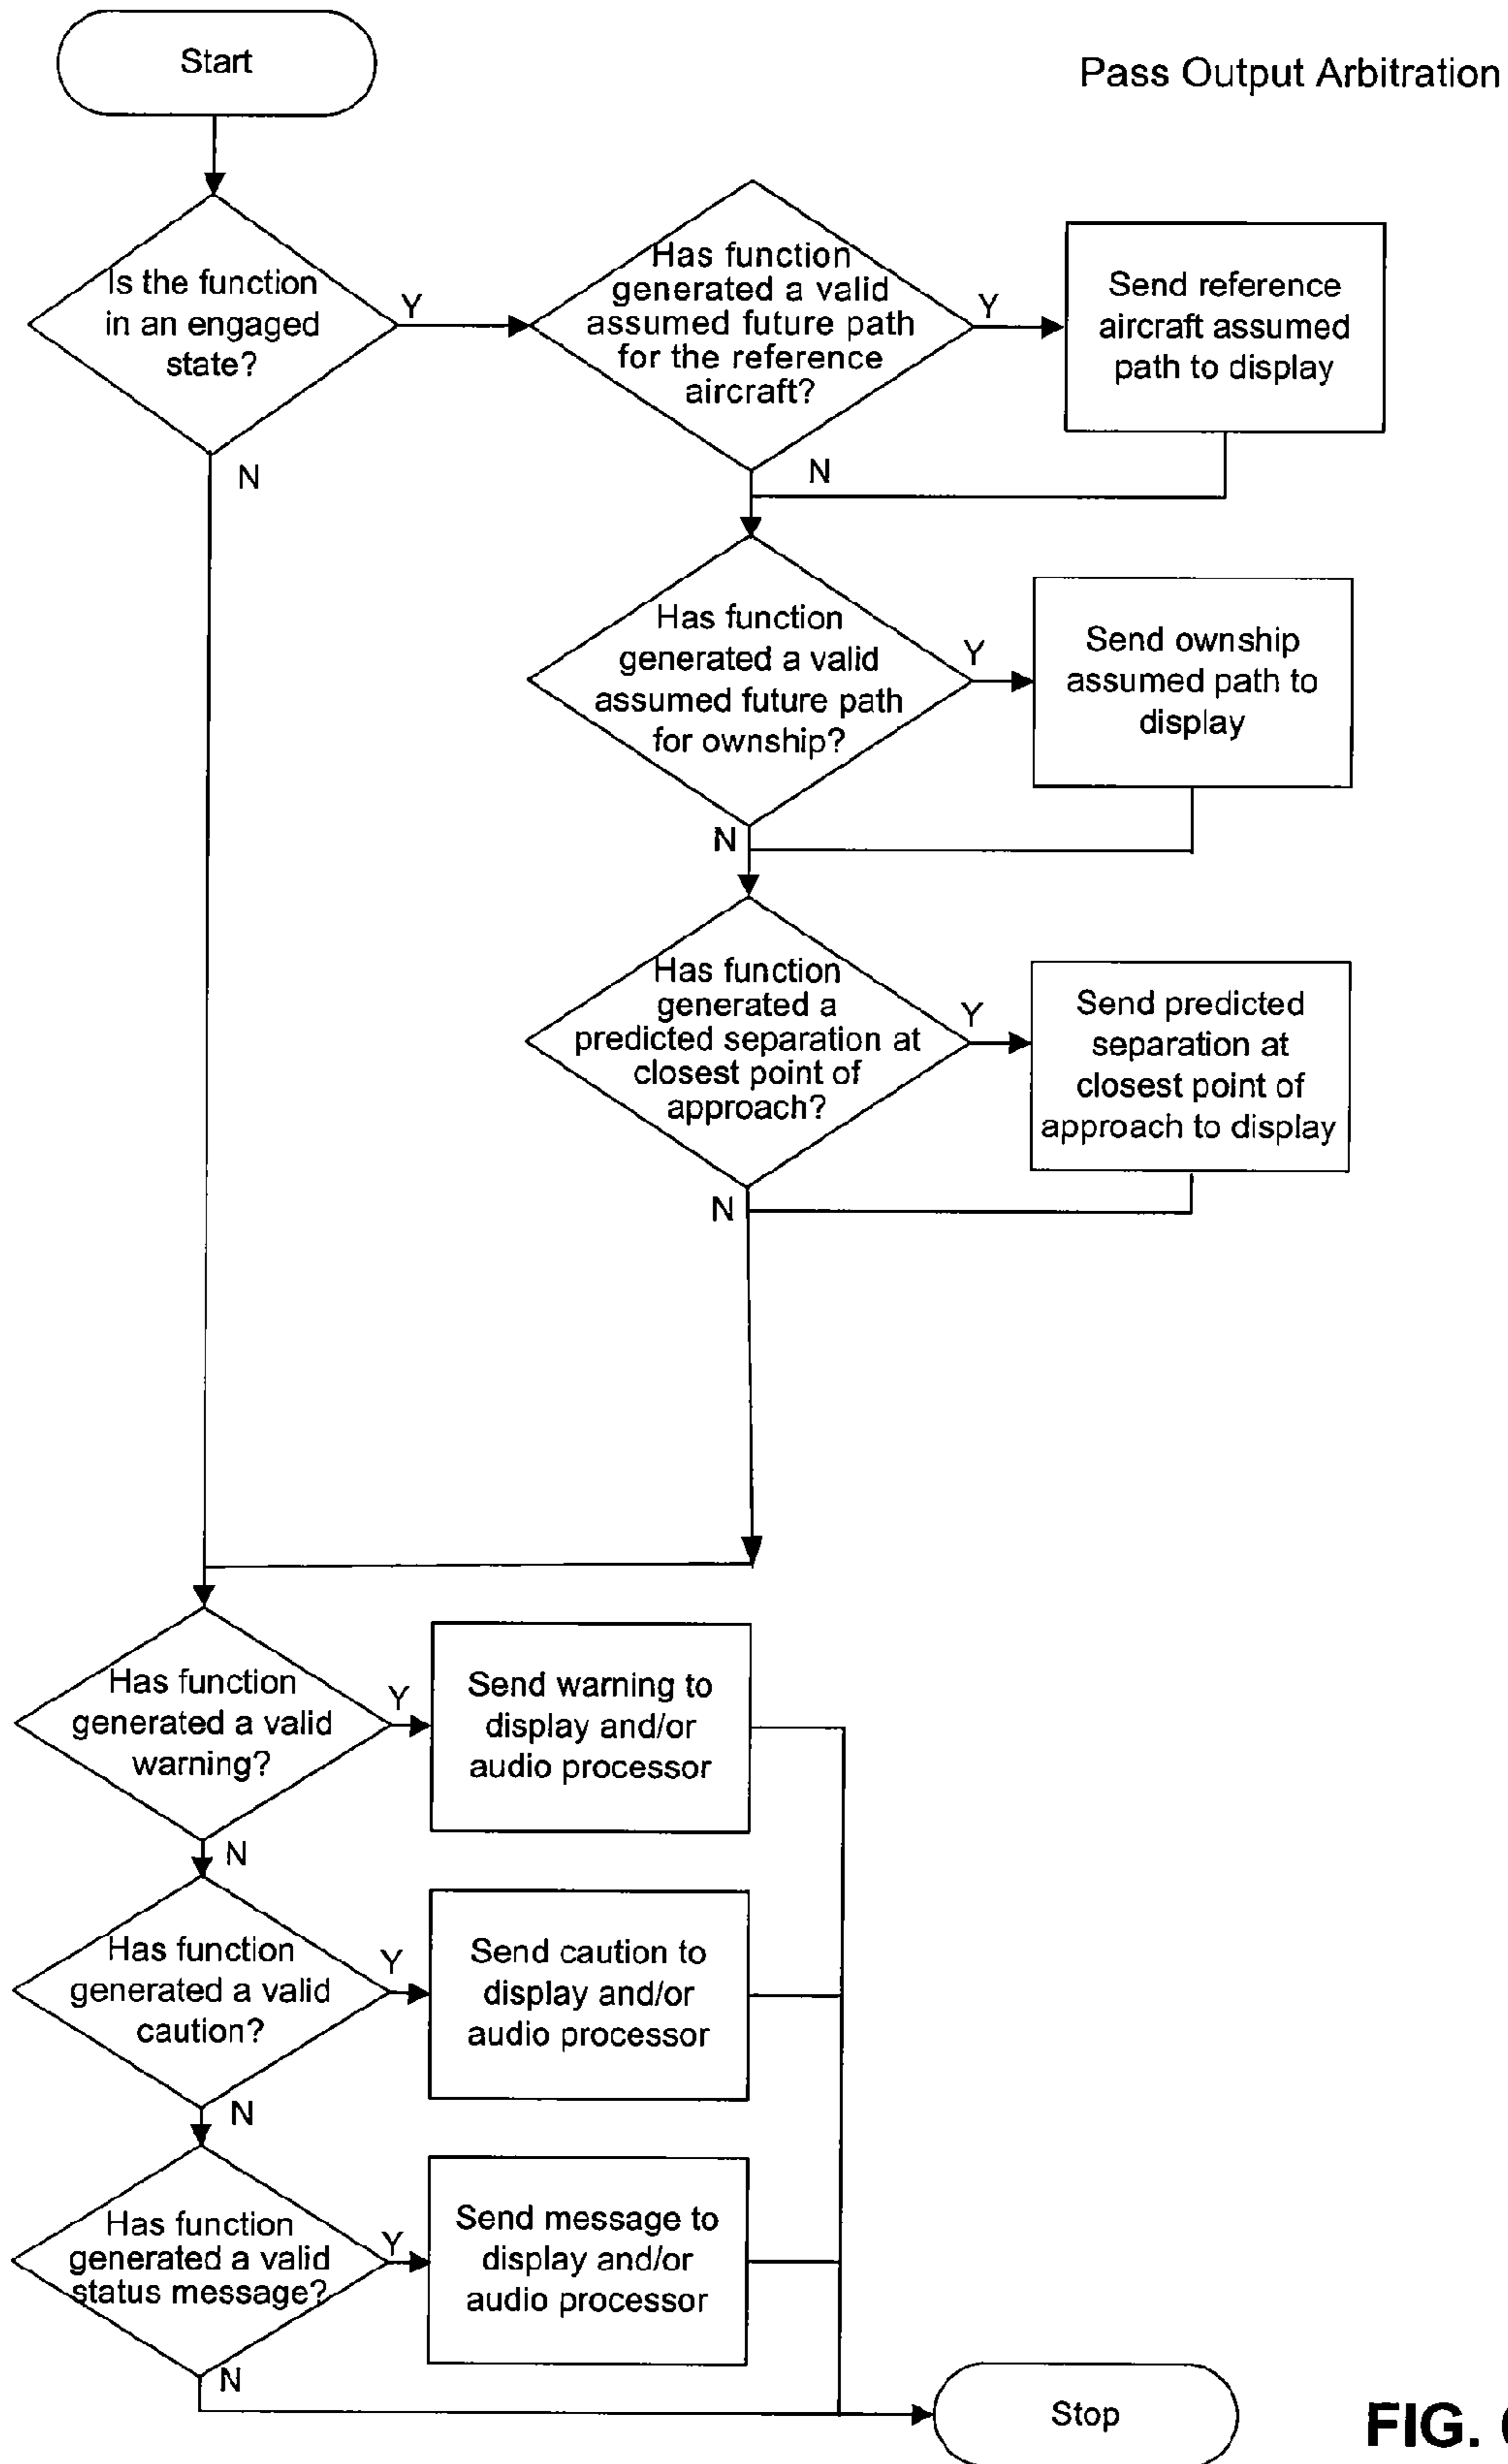 Start
Pass Output Arbitration
Is the function
in an engaged
state?
Y
N
Has function
generated a valid
assumed future path
for the reference
aircraft?
Y
N
Send reference
aircraft assumed
path to display
Has function
generated a valid
assumed future path
for ownship?
Y
N
Send ownship
assumed path to
display
Has function
generated a
predicted separation at
closest point of
approach?
Y
N
Send predicted
separation at
closest point of
approach to display
Has function
generated a valid
warning?
Y
N
Send warning to
display and/or
audio processor
Has function
generated a valid
caution?
Y
N
Send caution to
display and/or
audio processor
Has function
generated a valid
status message?
Y
N
Send message to
display and/or
audio processor
Stop
FIG.